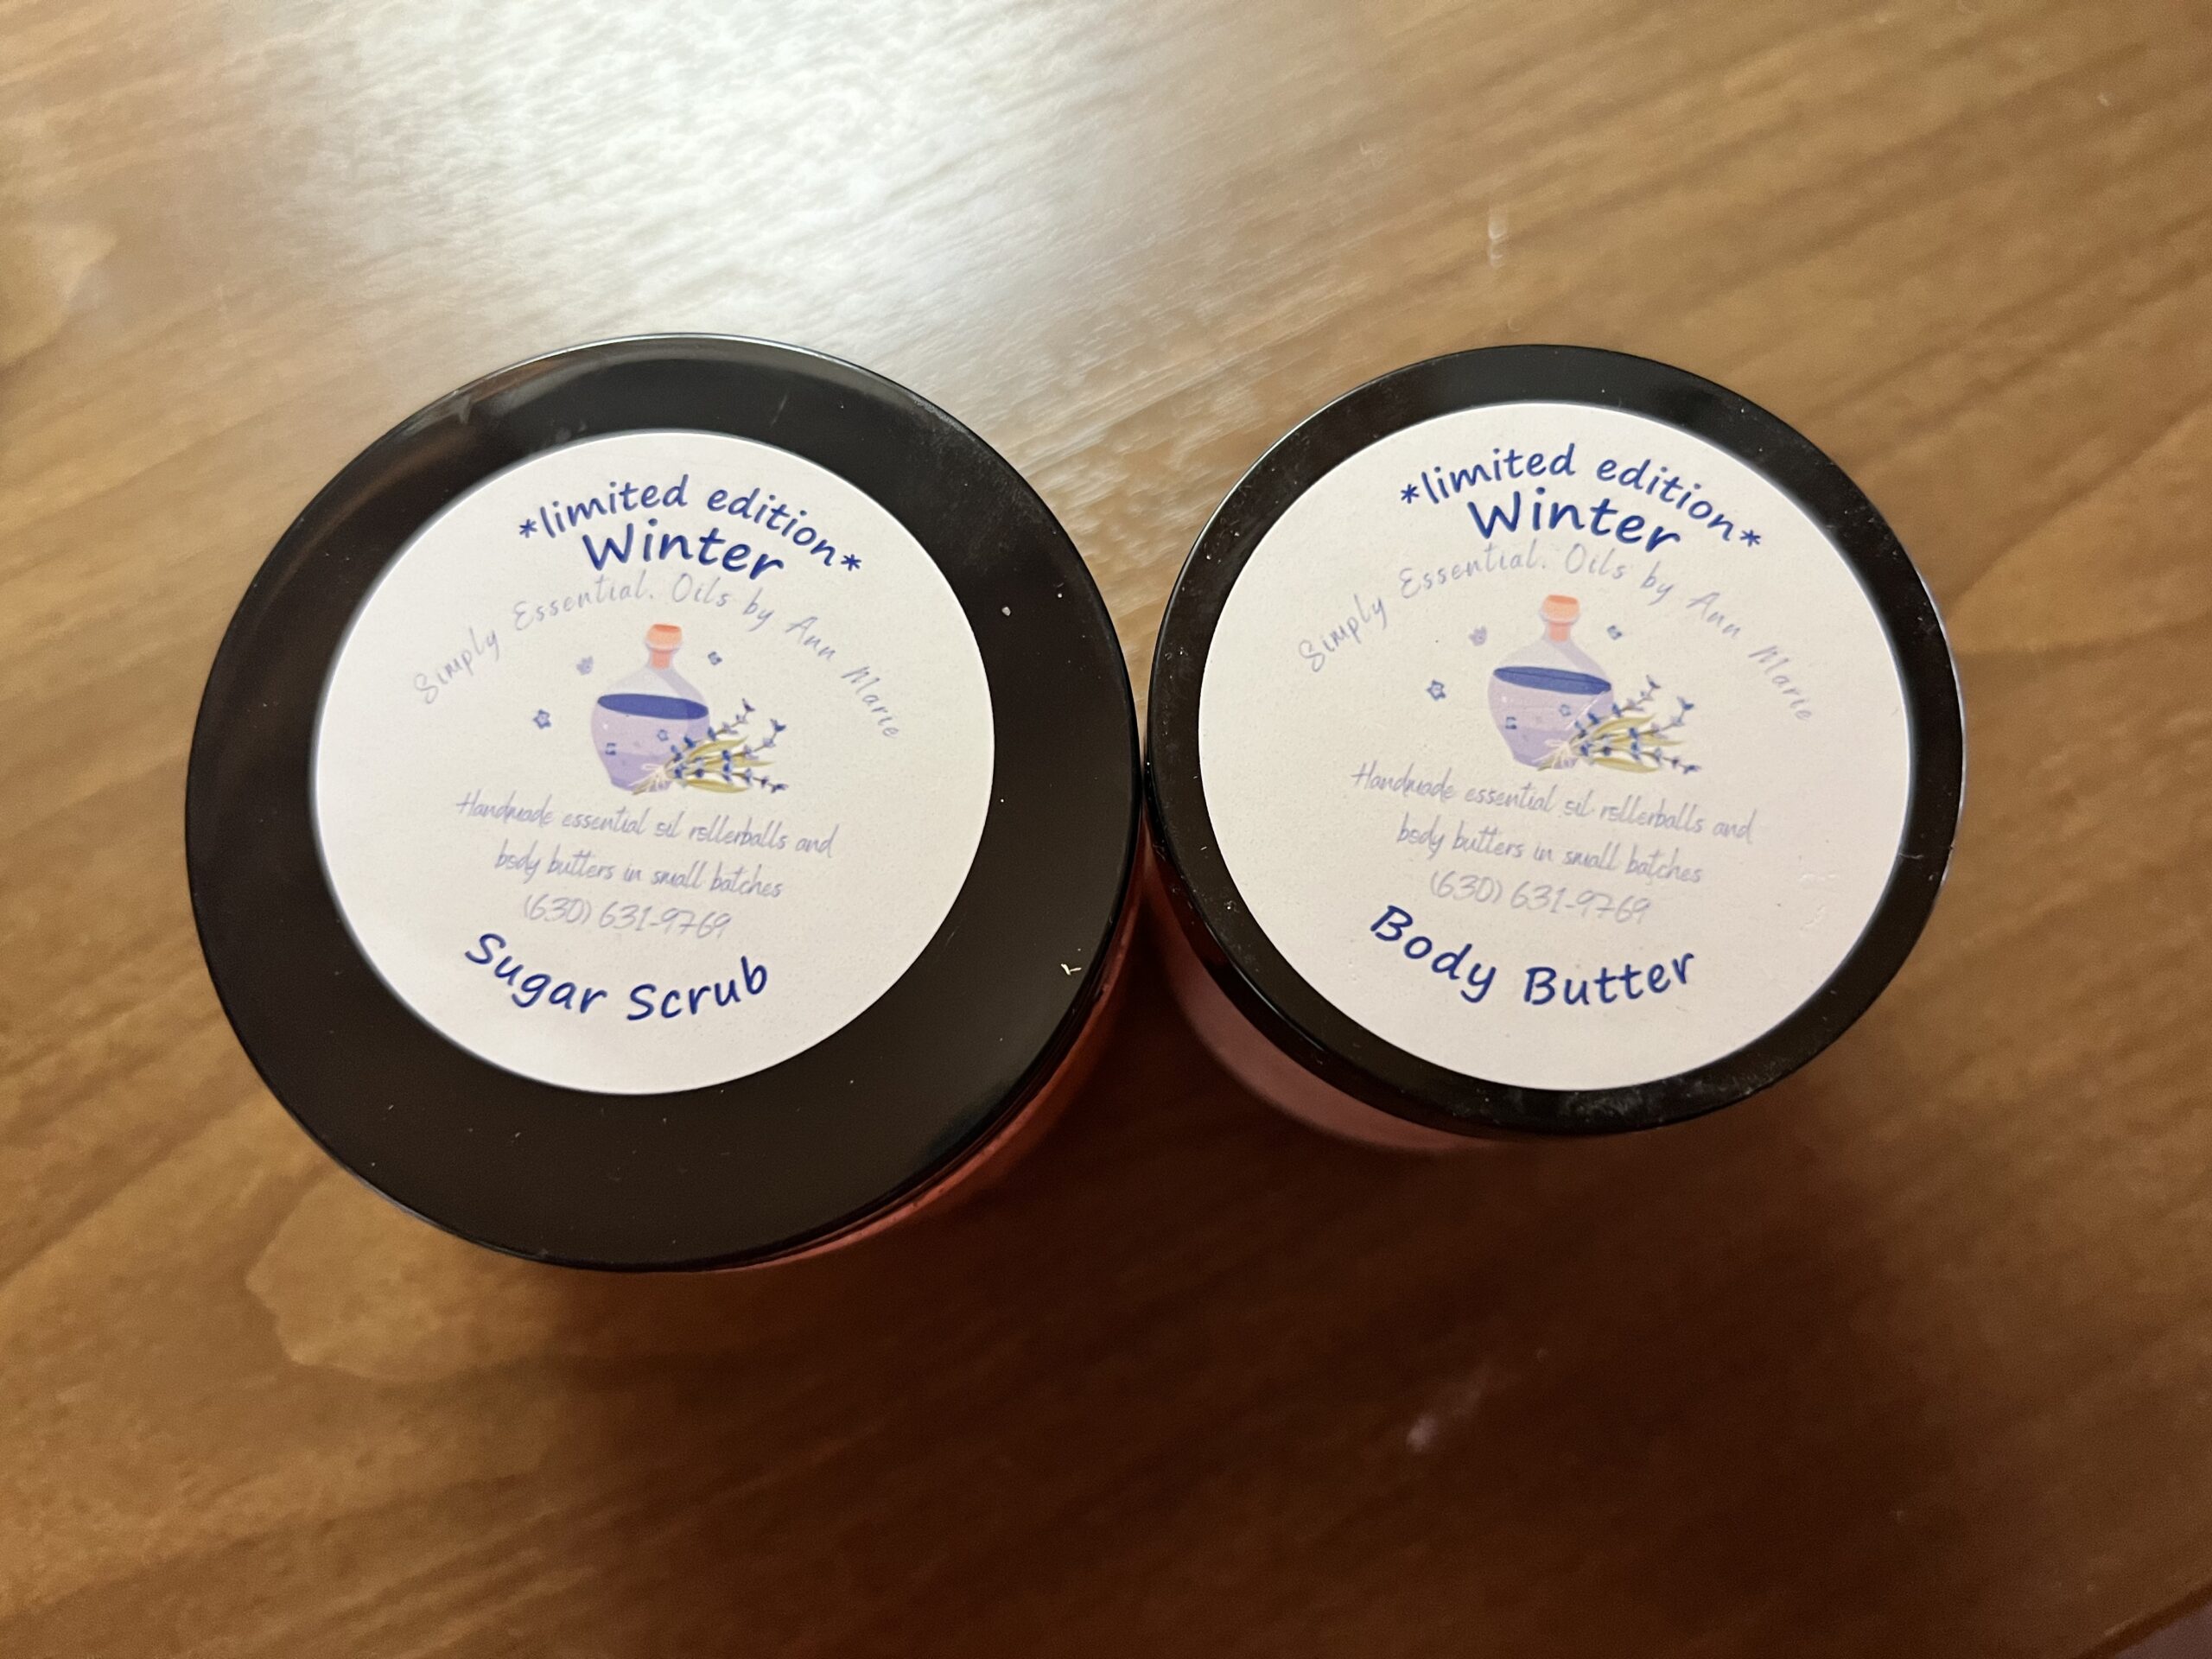 *limited edition*
Winter
Simply Essential. Oils by Ann Marie
Handmade essential oil rollerballs and
body butters in small batches
(630) 631-9769
Sugar Scrub
*limited edition*
Winter
Simply Essential. Oils by Ann Marie
Handmade essential oil rollerballs and
body butters in small batches
(630) 631-9769
Body Butter